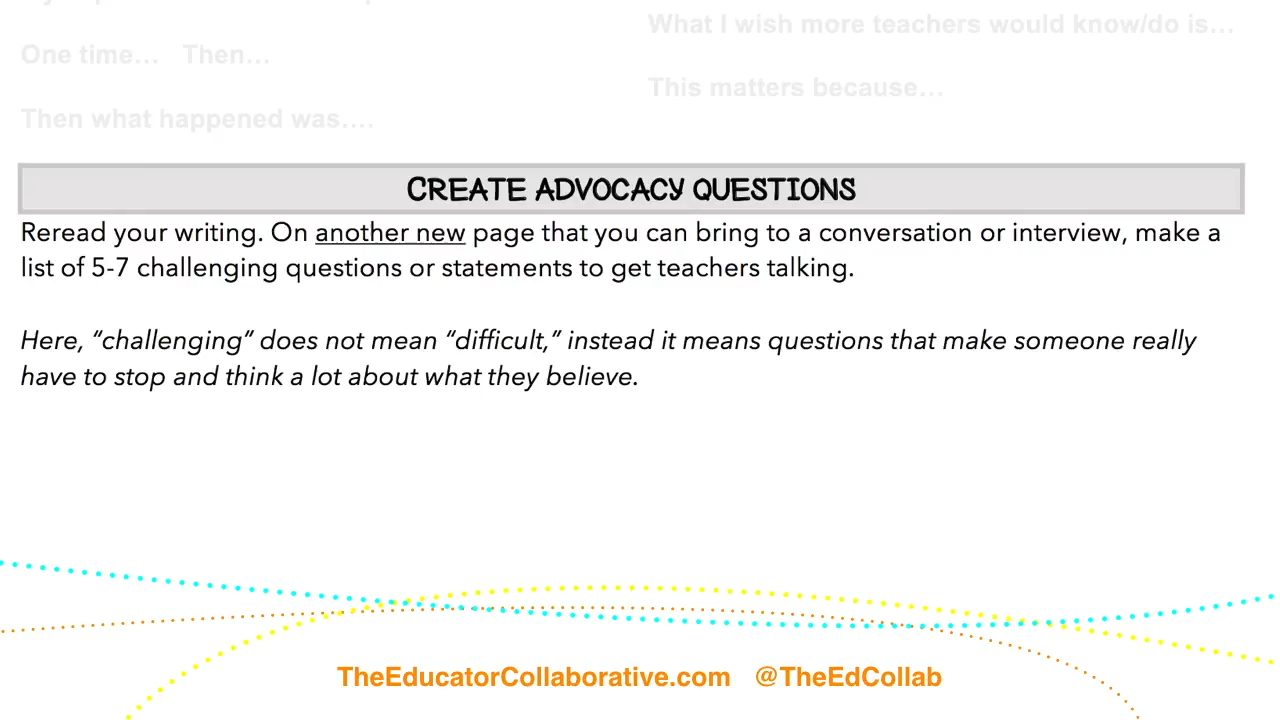 What I wish more teachers would know/do is…
One time… Then…
This matters because…
Then what happened was….
CREATE ADVOCACY QUESTIONS
Reread your writing. On another new page that you can bring to a conversation or interview, make a
list of 5-7 challenging questions or statements to get teachers talking.
Here, “challenging” does not mean “difficult,” instead it means questions that make someone really
have to stop and think a lot about what they believe.
TheEducatorCollaborative.com @TheEdCollab